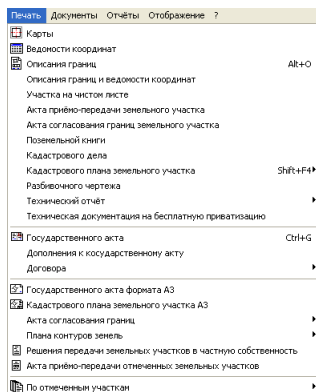 Печать Документы Отчёты Отображение ?
Карты
Ведомости координат
Описания границ Alt+O
Описания границ и ведомости координат
Участка на чистом листе
Акта приёмо-передачи земельного участка
Акта согласования границ земельного участка
Поземельной книги
Кадастрового дела
Кадастрового плана земельного участка Shift+F4
Разбивочного чертежа
Технический отчёт
Техническая документация на бесплатную приватизацию
Государственного акта Ctrl+G
Дополнения к косударственному акту
Договора
Государственного акта формата А3
Кадастрового плана земельного участка А3
Акта согласования границ
Плана контуров земель
Решения передачи земельных участков в частную собственность
Акта приёмо-передачи отмеченных земельных участков
По отмеченным участкам